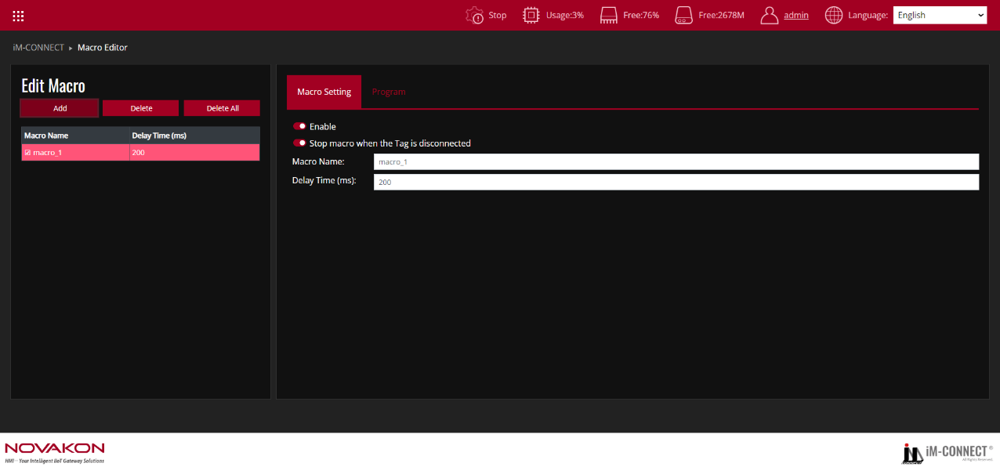 Stop Usage:3% Free:76% Free:2678M admin Language: English
iM-CONNECT ▸ Macro Editor
Edit Macro
Add Delete Delete All
Macro Name Delay Time (ms)
macro_1 200
Macro Setting Program
Enable
Stop macro when the Tag is disconnected
Macro Name: macro_1
Delay Time (ms): 200
NOVAKON
HMI – Your Intelligent IIoT Gateway Solutions
iM iM-CONNECT®
All Rights Reserved